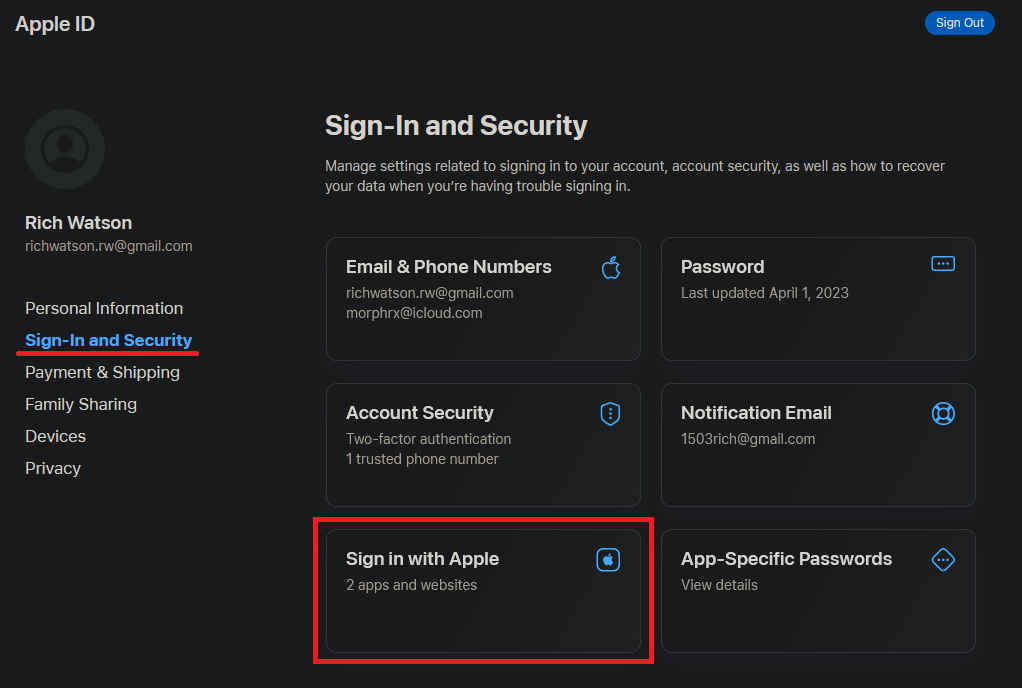 Apple ID
Sign Out
Rich Watson
richwatson.rw@gmail.com
Personal Information
Sign-In and Security
Payment & Shipping
Family Sharing
Devices
Privacy
Sign-In and Security
Manage settings related to signing in to your account, account security, as well as how to recover
your data when you’re having trouble signing in.
Email & Phone Numbers
richwatson.rw@gmail.com
morphrx@icloud.com
Password
Last updated April 1, 2023
Account Security
Two-factor authentication
1 trusted phone number
Notification Email
1503rich@gmail.com
Sign in with Apple
2 apps and websites
App-Specific Passwords
View details